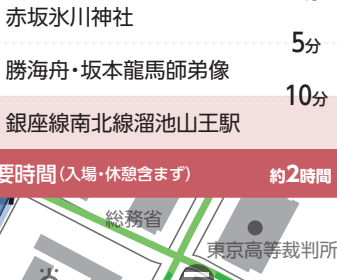 赤坂氷川神社
5分
勝海舟・坂本龍馬師弟像
10分
銀座線南北線溜池山王駅
要時間(入場・休憩含まず) 約2時間
総務省
東京高等裁判所